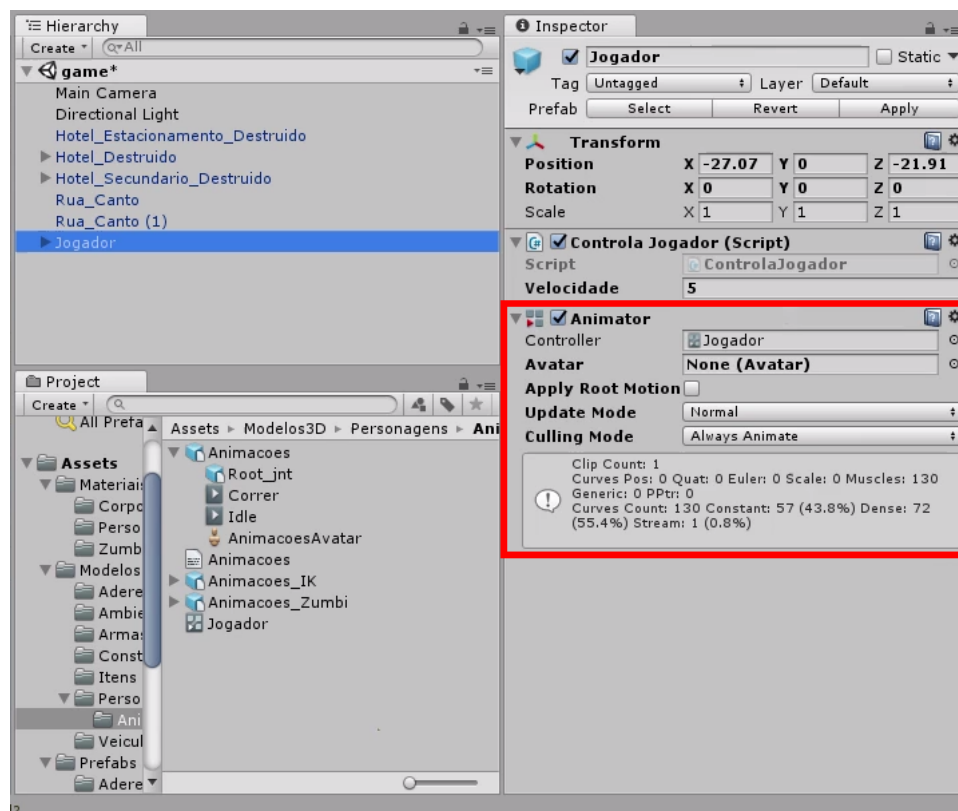 Hierarchy
Create
All
game*
Main Camera
Directional Light
Hotel_Estacionamento_Destruido
Hotel_Destruido
Hotel_Secundario_Destruido
Rua_Canto
Rua_Canto (1)
Jogador
Project
Create
All Prefa
Assets
Materiais
Corpo
Perso
Zumb
Modelos
Adere
Ambie
Armas
Const
Itens
Perso
Ani
Veicul
Prefabs
Adere
Assets Modelos3D Personagens Ani
Animacoes
Root_jnt
Correr
Idle
AnimacoesAvatar
Animacoes
Animacoes_IK
Animacoes_Zumbi
Jogador
Inspector
Jogador Static
Tag Untagged Layer Default
Prefab Select Revert Apply
Transform
Position X -27.07 Y 0 Z -21.91
Rotation X 0 Y 0 Z 0
Scale X 1 Y 1 Z 1
Controla Jogador (Script)
Script ControlaJogador
Velocidade 5
Animator
Controller Jogador
Avatar None (Avatar)
Apply Root Motion
Update Mode Normal
Culling Mode Always Animate
Clip Count: 1
Curves Pos: 0 Quat: 0 Euler: 0 Scale: 0 Muscles: 130
Generic: 0 PPtr: 0
Curves Count: 130 Constant: 57 (43.8%) Dense: 72
(55.4%) Stream: 1 (0.8%)